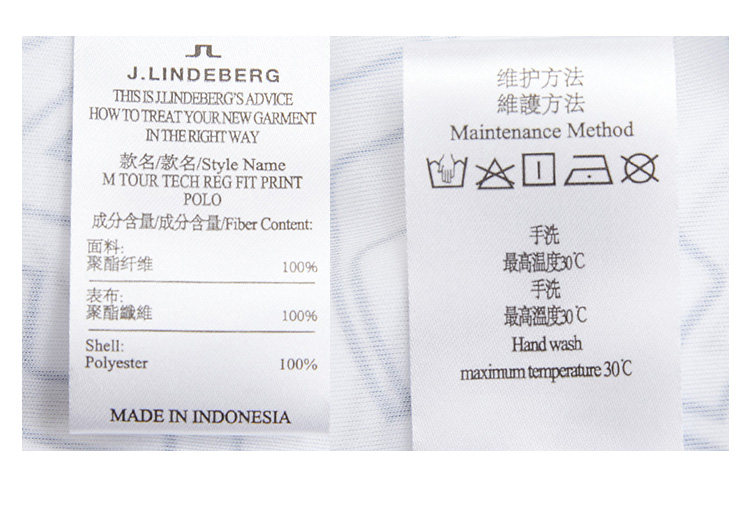 J.LINDEBERG
THIS IS J.LINDEBERG'S ADVICE
HOW TO TREAT YOUR NEW GARMENT
IN THE RIGHT WAY
款名/款名/Style Name
M TOUR TECH REG FIT PRINT
POLO
成分含量/成分含量/Fiber Content:
面料:
聚酯纤维 100%
表布:
聚酯纖維 100%
Shell:
Polyester 100%
MADE IN INDONESIA
维护方法
維護方法
Maintenance Method
手洗
最高温度30℃
手洗
最高溫度30℃
Hand wash
maximum temperature 30℃